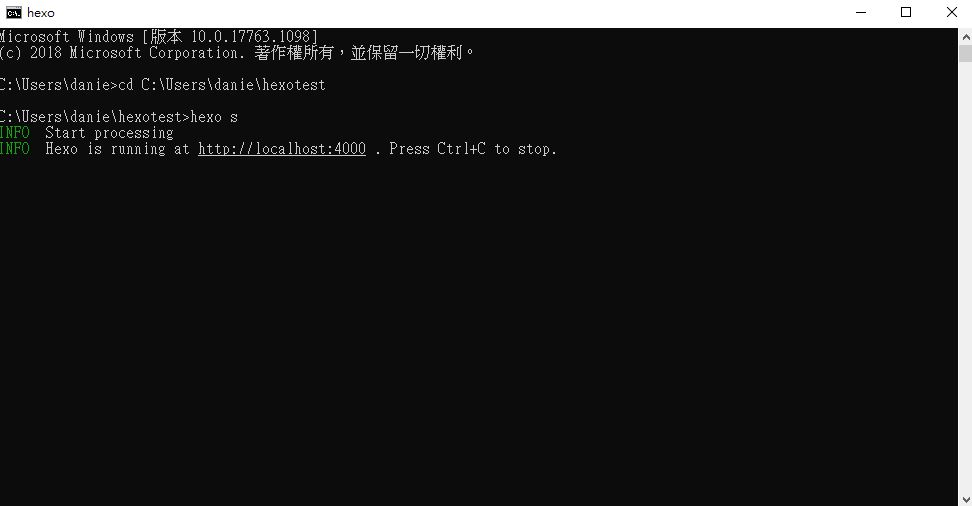 hexo
Microsoft Windows [版本 10.0.17763.1098]
(c) 2018 Microsoft Corporation. 著作權所有，並保留一切權利。
C:\Users\danie>cd C:\Users\danie\hexotest
C:\Users\danie\hexotest>hexo s
INFO  Start processing
INFO  Hexo is running at http://localhost:4000 . Press Ctrl+C to stop.